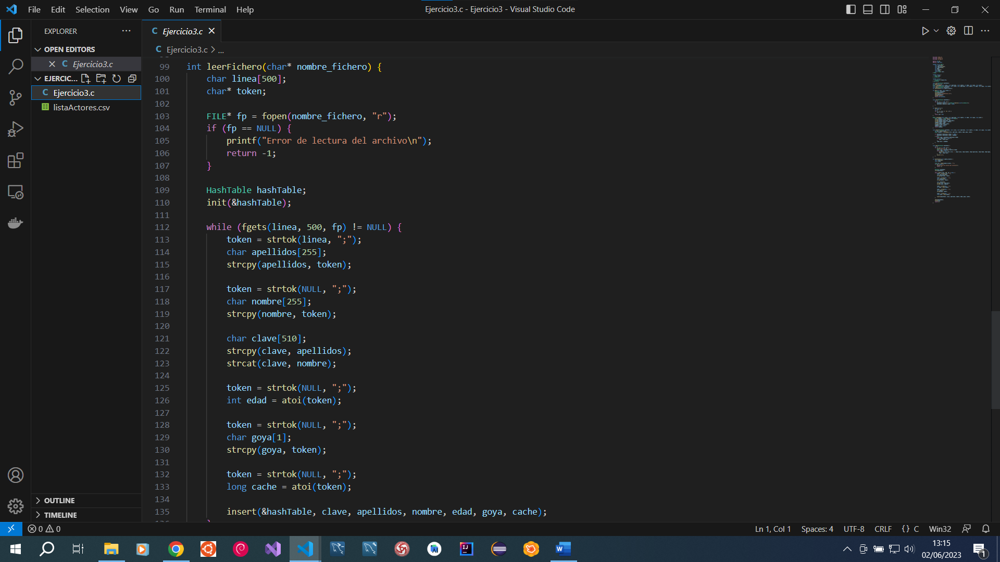 File Edit Selection View Go Run Terminal Help
Ejercicio3.c - Ejercicio3 - Visual Studio Code
EXPLORER
OPEN EDITORS
C Ejercicio3.c
EJERCIC...
C Ejercicio3.c
listaActores.csv
OUTLINE
TIMELINE
C Ejercicio3.c
C Ejercicio3.c > ...
99 int leerFichero(char* nombre_fichero) {
100 char linea[500];
101 char* token;
102
103 FILE* fp = fopen(nombre_fichero, "r");
104 if (fp == NULL) {
105 printf("Error de lectura del archivo\n");
106 return -1;
107 }
108
109 HashTable hashTable;
110 init(&hashTable);
111
112 while (fgets(linea, 500, fp) != NULL) {
113 token = strtok(linea, ";");
114 char apellidos[255];
115 strcpy(apellidos, token);
116
117 token = strtok(NULL, ";");
118 char nombre[255];
119 strcpy(nombre, token);
120
121 char clave[510];
122 strcpy(clave, apellidos);
123 strcat(clave, nombre);
124
125 token = strtok(NULL, ";");
126 int edad = atoi(token);
127
128 token = strtok(NULL, ";");
129 char goya[1];
130 strcpy(goya, token);
131
132 token = strtok(NULL, ";");
133 long cache = atoi(token);
134
135 insert(&hashTable, clave, apellidos, nombre, edad, goya, cache);
0 0
Ln 1, Col 1 Spaces: 4 UTF-8 CRLF {} C Win32
13:15
02/06/2023
1